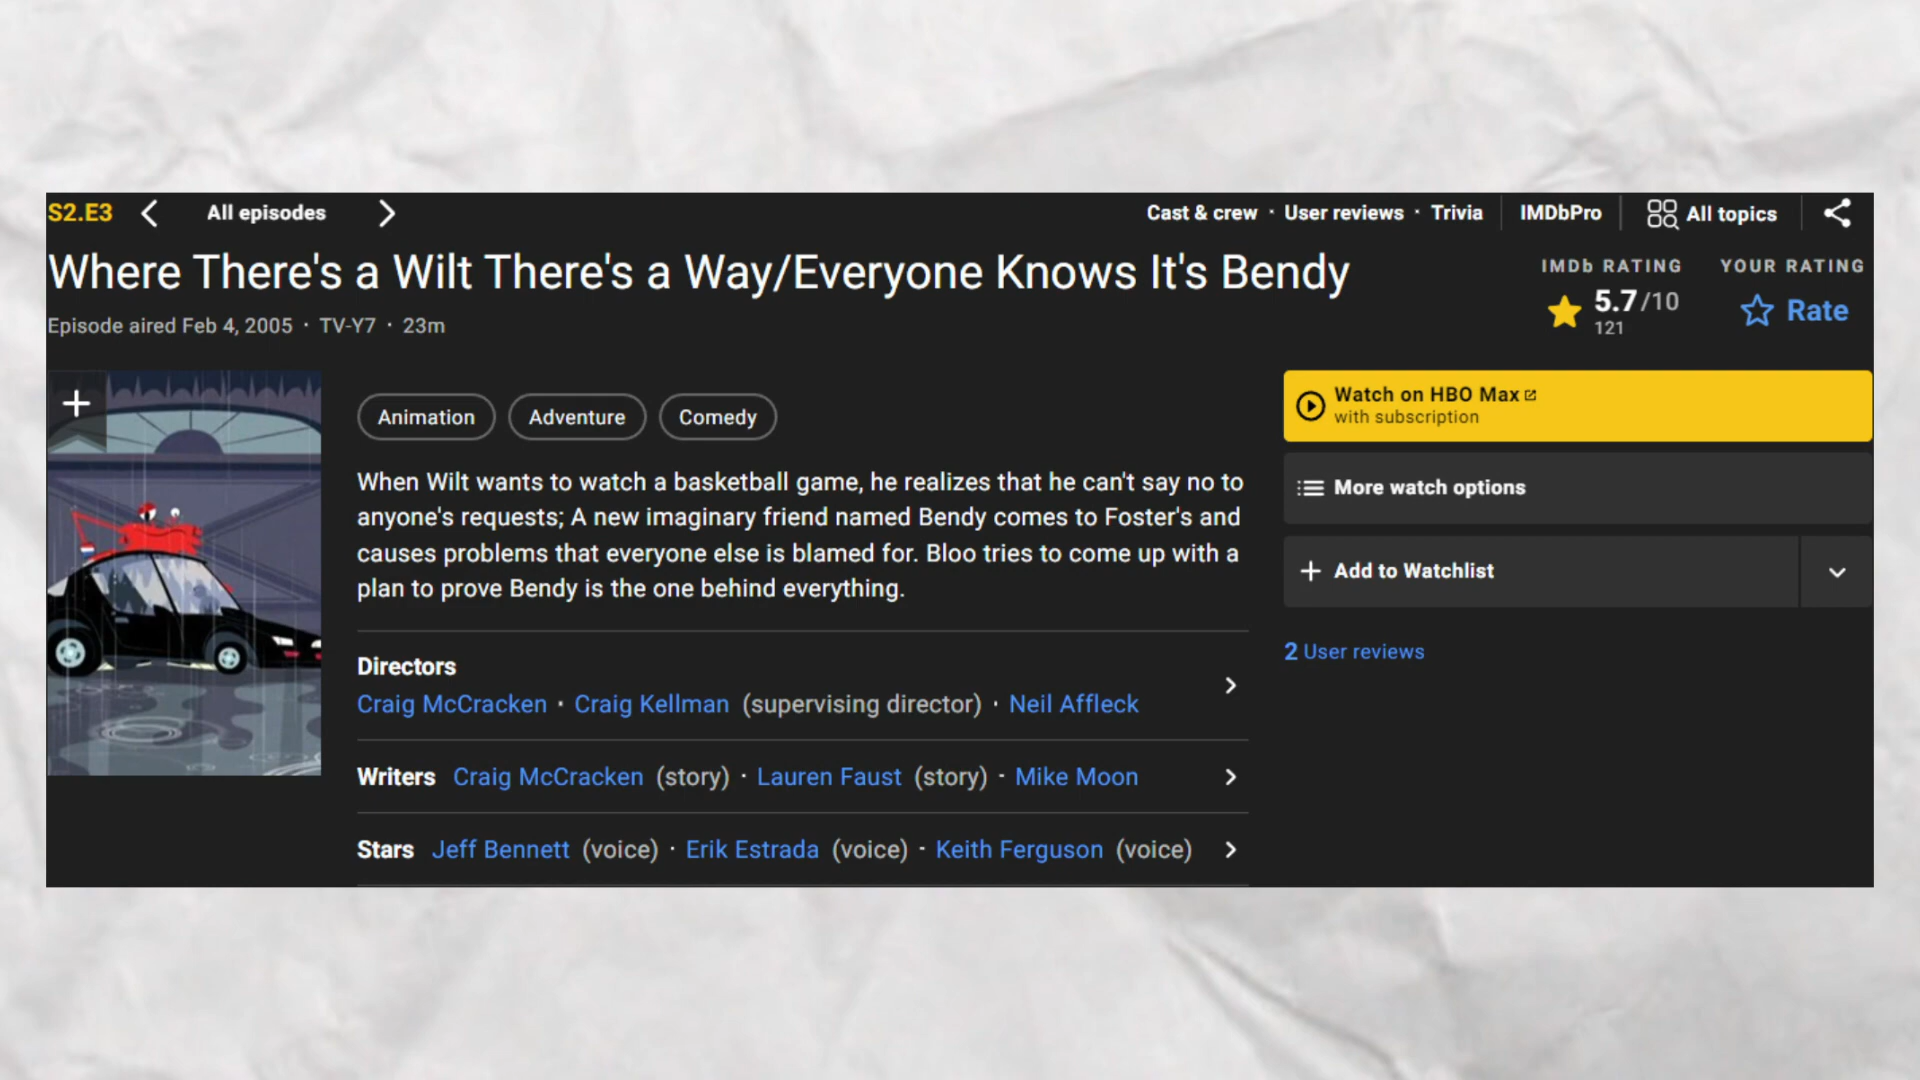 S2.E3 All episodes Cast & crew · User reviews · Trivia IMDbPro All topics
Where There's a Wilt There's a Way/Everyone Knows It's Bendy
Episode aired Feb 4, 2005 · TV-Y7 · 23m
IMDb RATING
5.7/10
121
YOUR RATING
Rate
Animation Adventure Comedy
When Wilt wants to watch a basketball game, he realizes that he can't say no to
anyone's requests; A new imaginary friend named Bendy comes to Foster's and
causes problems that everyone else is blamed for. Bloo tries to come up with a
plan to prove Bendy is the one behind everything.
Directors
Craig McCracken · Craig Kellman (supervising director) · Neil Affleck
Writers Craig McCracken (story) · Lauren Faust (story) · Mike Moon
Stars Jeff Bennett (voice) · Erik Estrada (voice) · Keith Ferguson (voice)
Watch on HBO Max
with subscription
More watch options
Add to Watchlist
2 User reviews